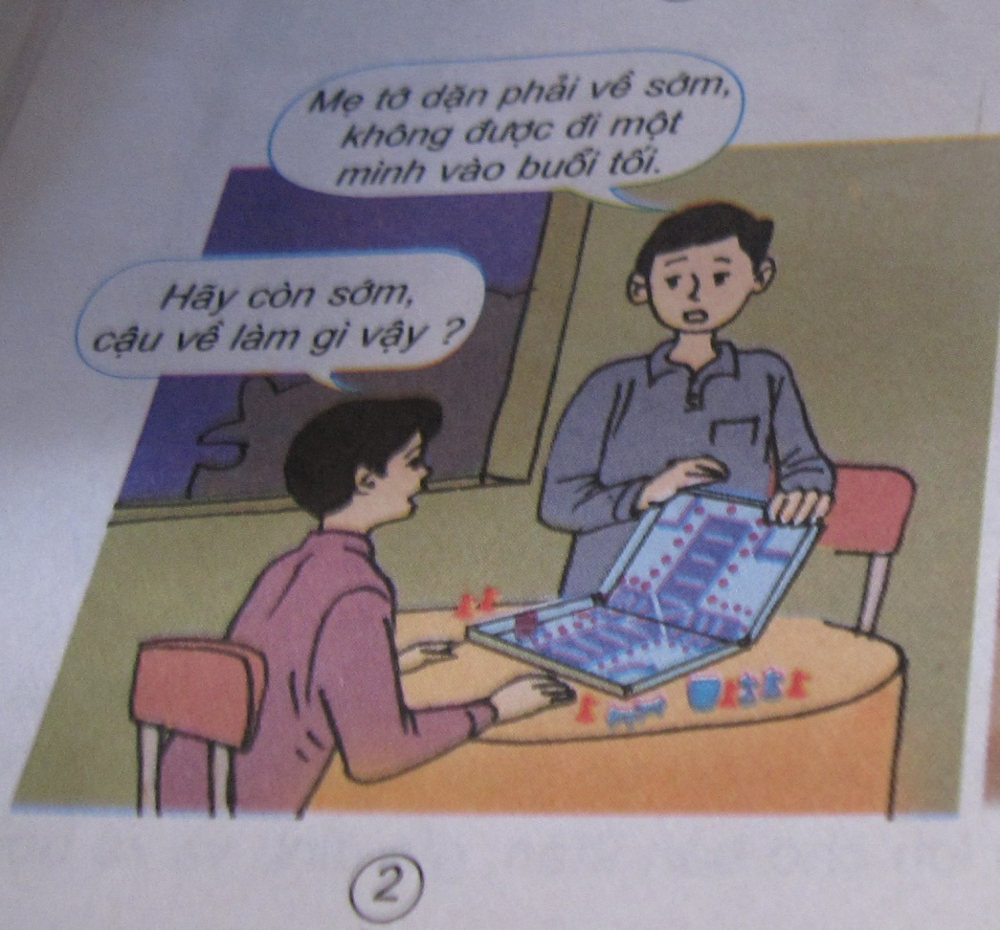 Mẹ tớ dặn phải về sớm,
không được đi một
mình vào buổi tối.
Hãy còn sớm,
cậu về làm gì vậy ?
2